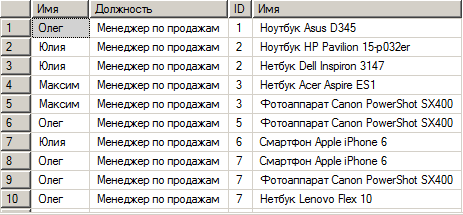 Имя Должность ID Имя
1 Олег Менеджер по продажам 1 Ноутбук Asus D345
2 Юлия Менеджер по продажам 2 Ноутбук HP Pavilion 15-p032er
3 Юлия Менеджер по продажам 2 Нетбук Dell Inspiron 3147
4 Максим Менеджер по продажам 3 Нетбук Acer Aspire ES1
5 Максим Менеджер по продажам 3 Фотоаппарат Canon PowerShot SX400
6 Олег Менеджер по продажам 5 Фотоаппарат Canon PowerShot SX400
7 Юлия Менеджер по продажам 6 Смартфон Apple iPhone 6
8 Олег Менеджер по продажам 7 Смартфон Apple iPhone 6
9 Олег Менеджер по продажам 7 Фотоаппарат Canon PowerShot SX400
10 Олег Менеджер по продажам 7 Нетбук Lenovo Flex 10